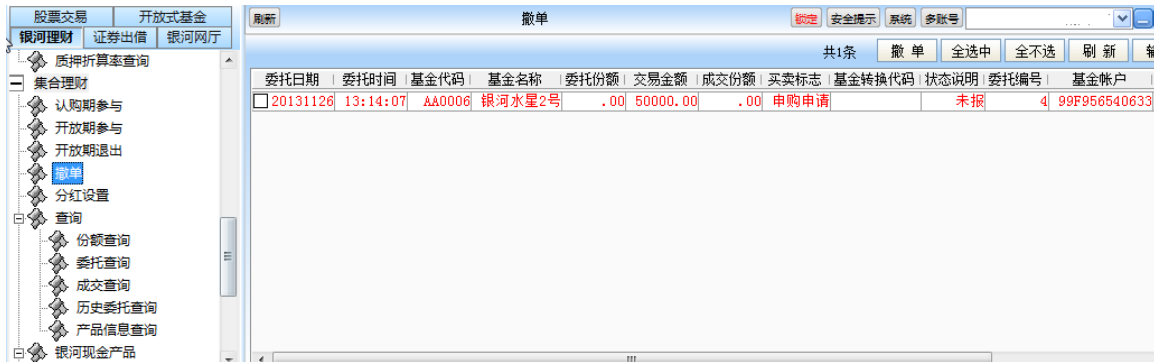 股票交易 开放式基金
银河理财 证券出借 银河网厅
质押折算率查询
集合理财
认购期参与
开放期参与
开放期退出
撤单
分红设置
查询
份额查询
委托查询
成交查询
历史委托查询
产品信息查询
银河现金产品
刷新 撤单 锁定 安全提示 系统 多账号
共1条 撤 单 全选中 全不选 刷 新
委托日期 委托时间 基金代码 基金名称 委托份额 交易金额 成交份额 买卖标志 基金转换代码 状态说明 委托编号 基金帐户
20131126 13:14:07 AA0006 银河水星2号 .00 50000.00 .00 申购申请 未报 4 99F956540633